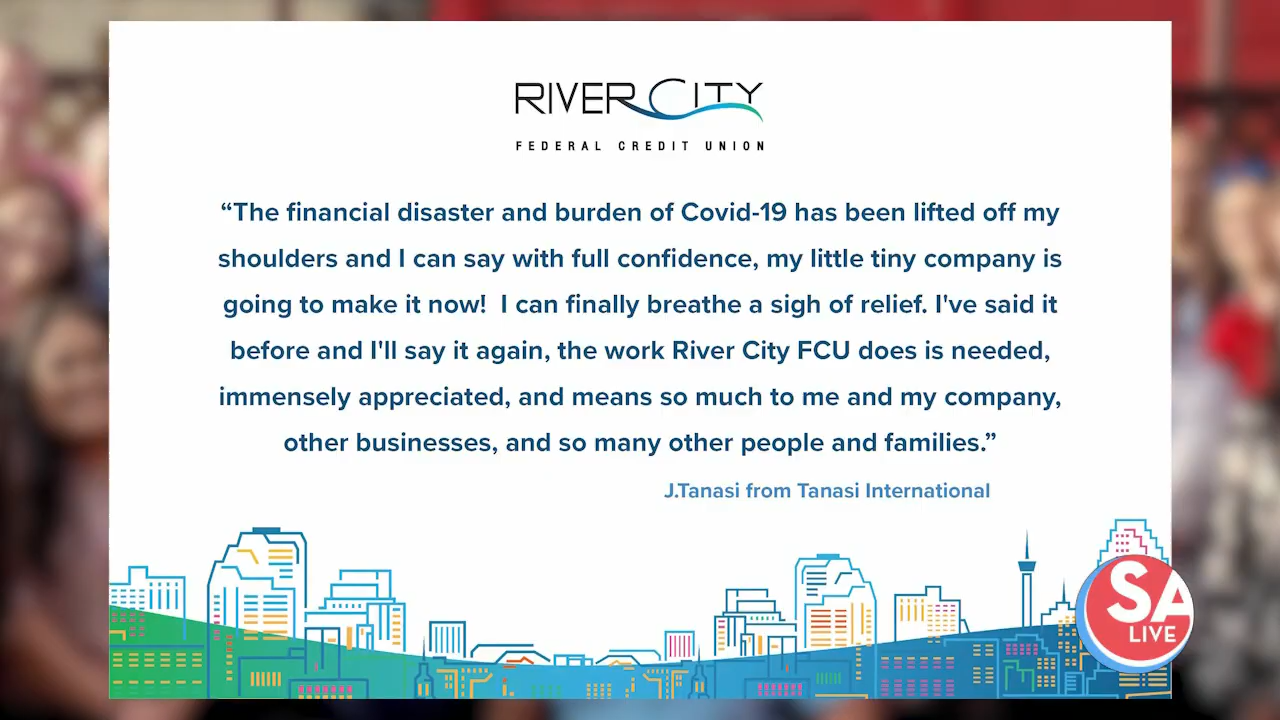 RIVER CITY
FEDERAL CREDIT UNION
“The financial disaster and burden of Covid-19 has been lifted off my
shoulders and I can say with full confidence, my little tiny company is
going to make it now!  I can finally breathe a sigh of relief. I've said it
before and I'll say it again, the work River City FCU does is needed,
immensely appreciated, and means so much to me and my company,
other businesses, and so many other people and families.”
J.Tanasi from Tanasi International
SA
LIVE